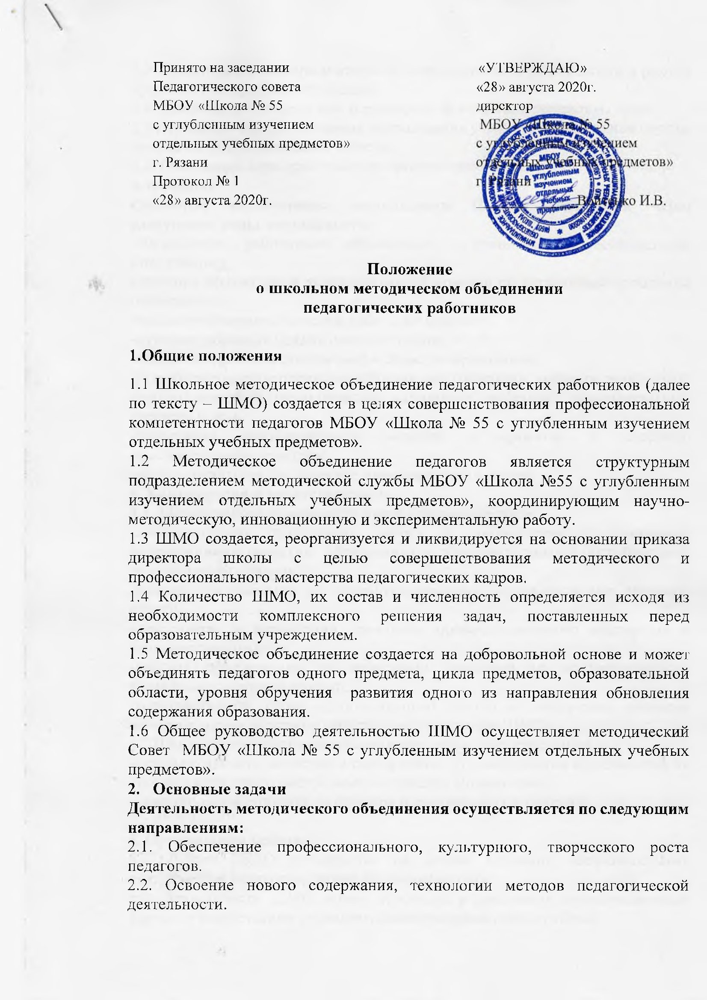 Принято на заседании
Педагогического совета
МБОУ «Школа № 55
с углубленным изучением
отдельных учебных предметов»
г. Рязани
Протокол № 1
«28» августа 2020г.
«УТВЕРЖДАЮ»
«28» августа 2020г.
директор
МБОУ «Школа № 55
с углубленным изучением
отдельных учебных предметов»
г. Рязани
Войтенко И.В.
МБОУ
«Школа № 55
с углубленным
изучением
отдельных
учебных
предметов»
Положение
о школьном методическом объединении
педагогических работников
1.Общие положения
1.1 Школьное методическое объединение педагогических работников (далее
по тексту – ШМО) создается в целях совершенствования профессиональной
компетентности педагогов МБОУ «Школа № 55 с углубленным изучением
отдельных учебных предметов».
1.2 Методическое объединение педагогов является структурным
подразделением методической службы МБОУ «Школа №55 с углубленным
изучением отдельных учебных предметов», координирующим научно-
методическую, инновационную и экспериментальную работу.
1.3 ШМО создается, реорганизуется и ликвидируется на основании приказа
директора школы с целью совершенствования методического и
профессионального мастерства педагогических кадров.
1.4 Количество ШМО, их состав и численность определяется исходя из
необходимости комплексного решения задач, поставленных перед
образовательным учреждением.
1.5 Методическое объединение создается на добровольной основе и может
объединять педагогов одного предмета, цикла предметов, образовательной
области, уровня обручения развития одного из направления обновления
содержания образования.
1.6 Общее руководство деятельностью ШМО осуществляет методический
Совет МБОУ «Школа № 55 с углубленным изучением отдельных учебных
предметов».
2. Основные задачи
Деятельность методического объединения осуществляется по следующим
направлениям:
2.1. Обеспечение профессионального, культурного, творческого роста
педагогов.
2.2. Освоение нового содержания, технологии методов педагогической
деятельности.